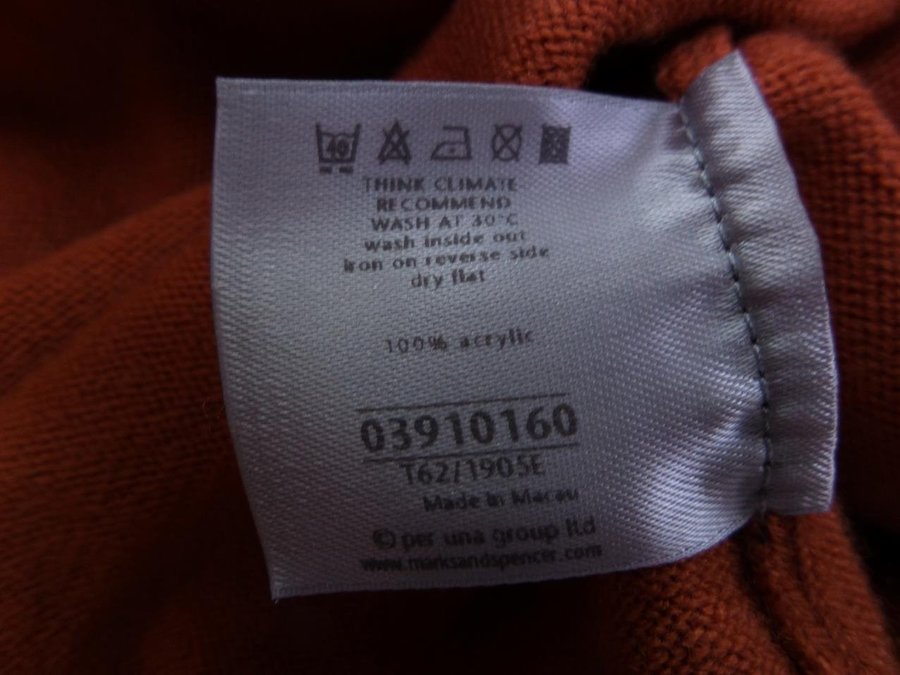 40
THINK CLIMATE
RECOMMEND
WASH AT 30°C
wash inside out
iron on reverse side
dry flat
100% acrylic
03910160
T62/1905E
Made in Macau
© per una group ltd
www.marksandspencer.com